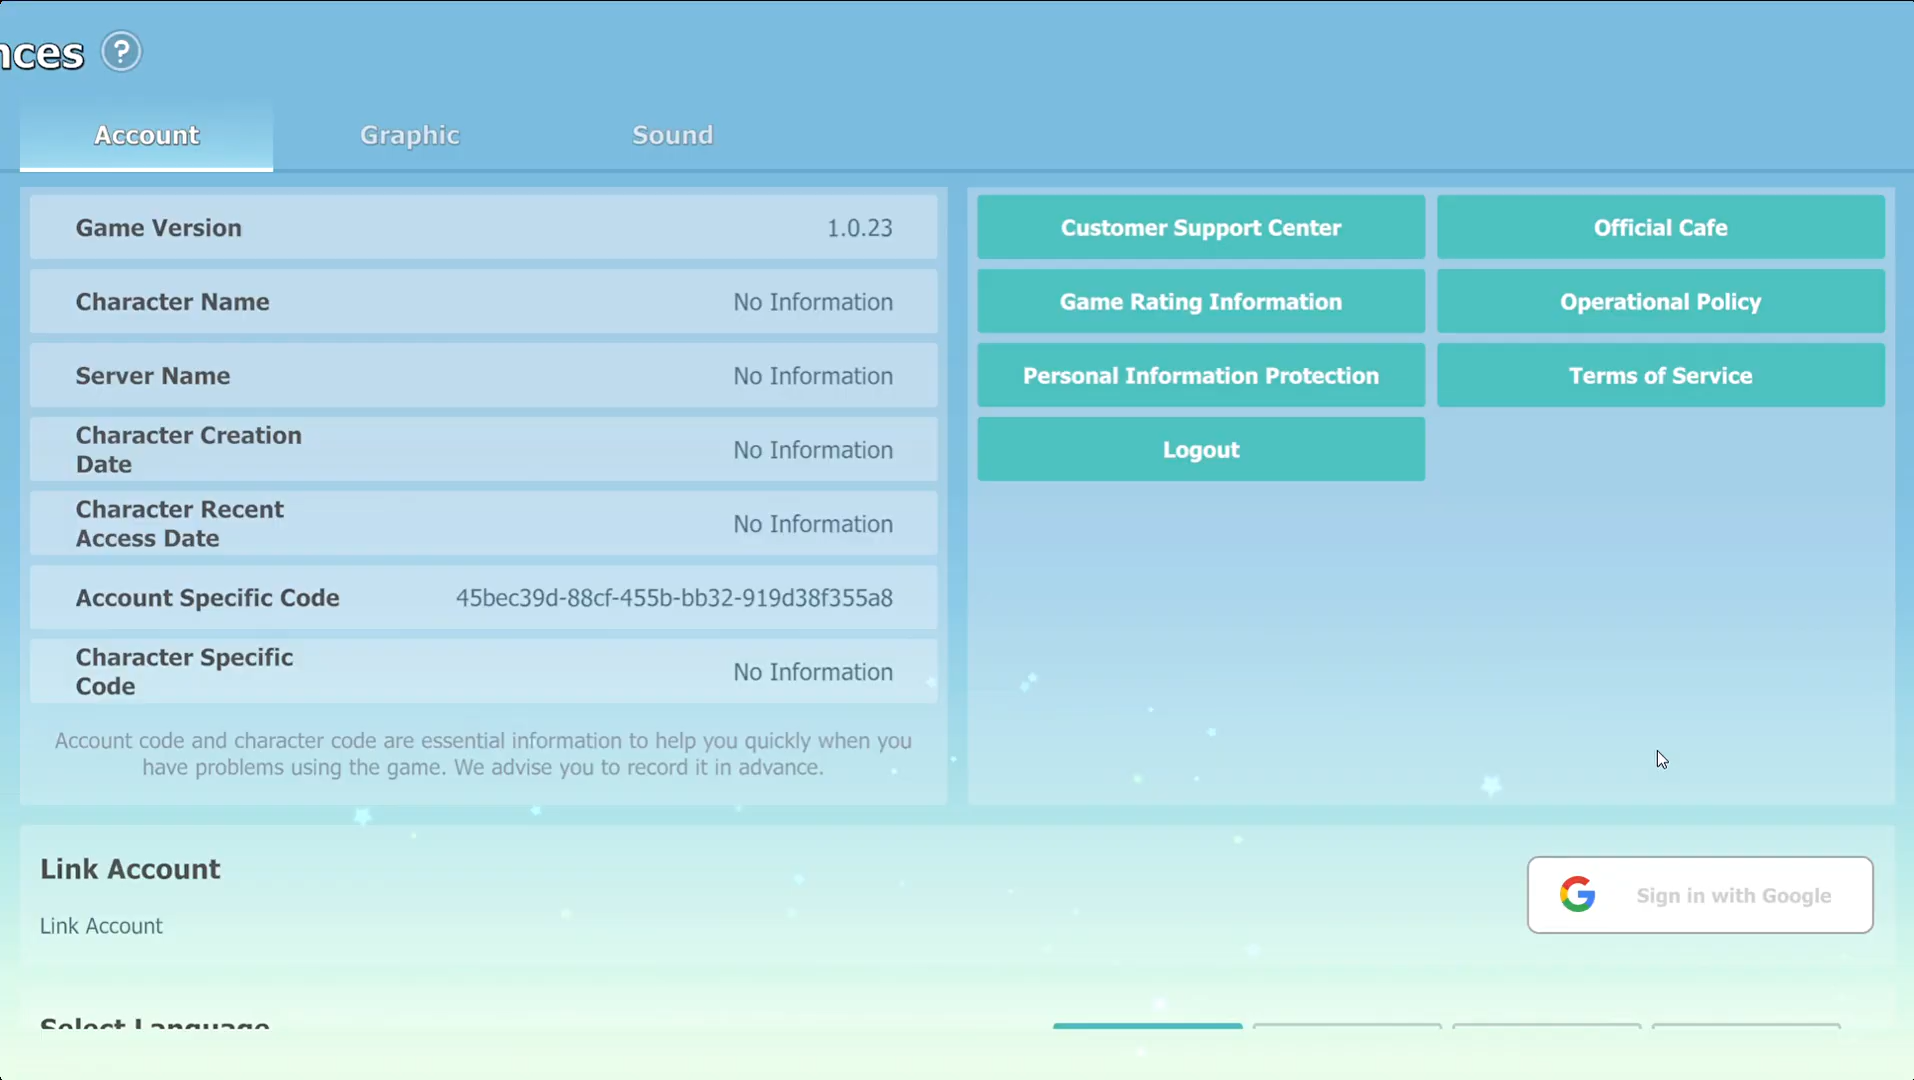 nces ?
Account Graphic Sound
Game Version 1.0.23
Character Name No Information
Server Name No Information
Character Creation
Date
No Information
Character Recent
Access Date
No Information
Account Specific Code 45bec39d-88cf-455b-bb32-919d38f355a8
Character Specific
Code
No Information
Account code and character code are essential information to help you quickly when you
have problems using the game. We advise you to record it in advance.
Customer Support Center Official Cafe
Game Rating Information Operational Policy
Personal Information Protection Terms of Service
Logout
Link Account
Link Account
Sign in with Google
Select Language